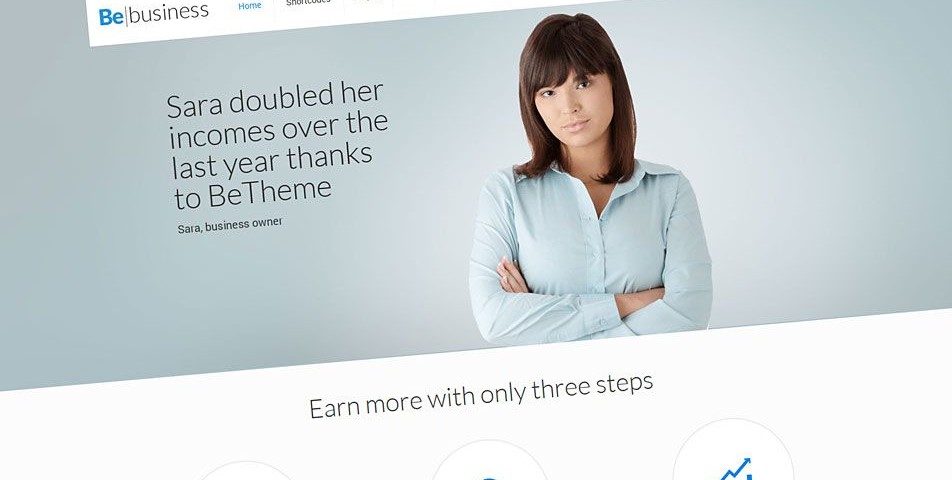 Be|business
Home
Shortcodes
Sara doubled her
incomes over the
last year thanks
to BeTheme
Sara, business owner
Earn more with only three steps